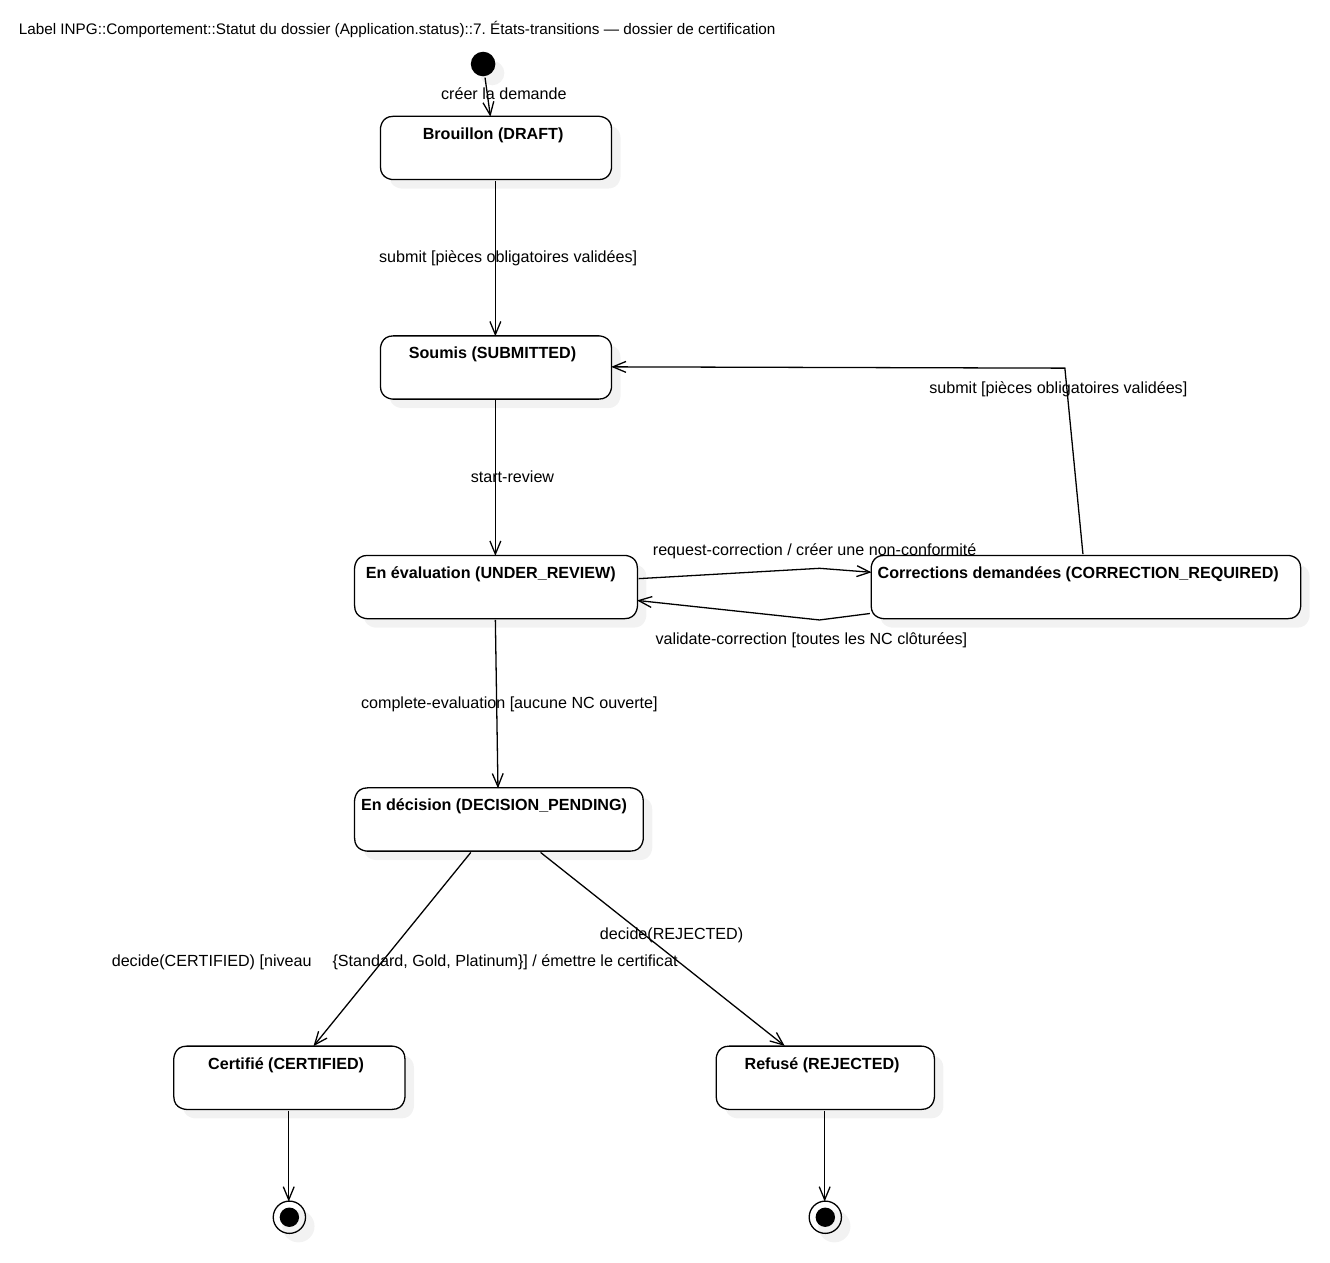 Label INPG::Comportement::Statut du dossier (Application.status)::7. États-transitions — dossier de certification
créer la demande
Brouillon (DRAFT)
submit [pièces obligatoires validées]
Soumis (SUBMITTED)
submit [pièces obligatoires validées]
start-review
request-correction / créer une non-conformité
En évaluation (UNDER_REVIEW)
Corrections demandées (CORRECTION_REQUIRED)
validate-correction [toutes les NC clôturées]
complete-evaluation [aucune NC ouverte]
En décision (DECISION_PENDING)
decide(REJECTED)
decide(CERTIFIED) [niveau {Standard, Gold, Platinum}] / émettre le certificat
Certifié (CERTIFIED)
Refusé (REJECTED)